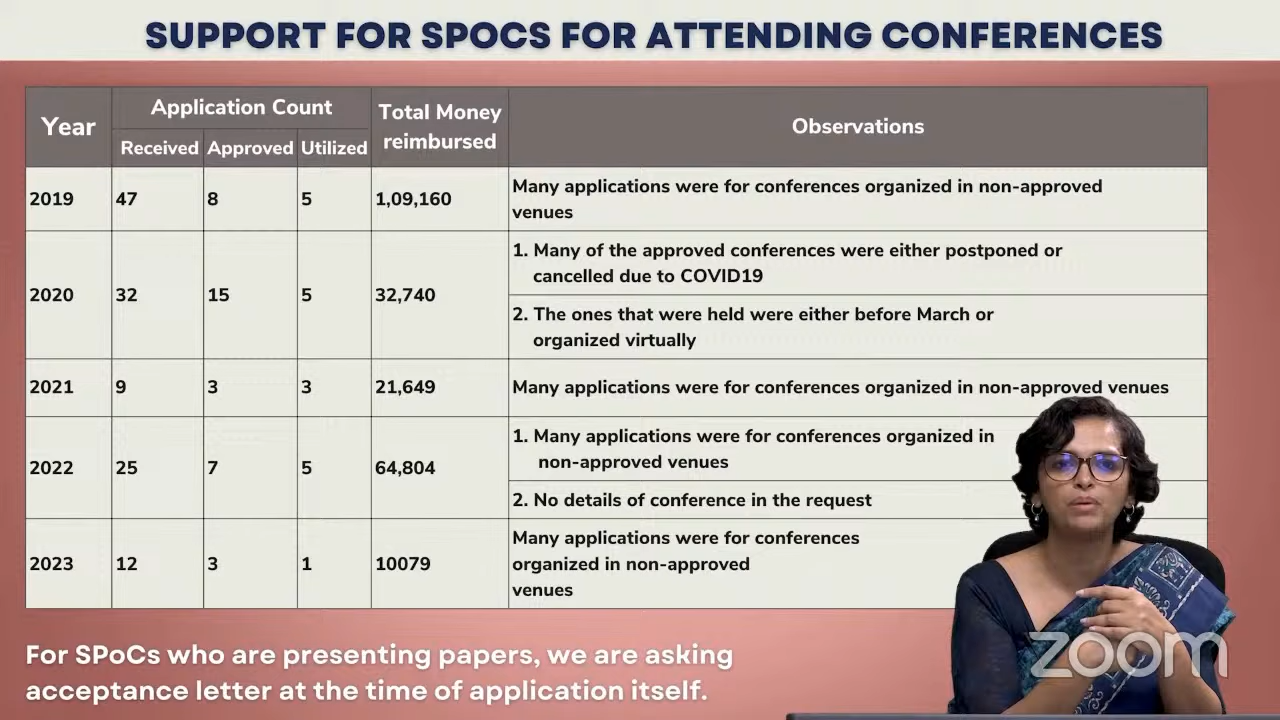 SUPPORT FOR SPOCS FOR ATTENDING CONFERENCES
Year
Application Count
Total Money
reimbursed
Observations
Received
Approved
Utilized
2019
47
8
5
1,09,160
Many applications were for conferences organized in non-approved
venues
2020
32
15
5
32,740
1. Many of the approved conferences were either postponed or
cancelled due to COVID19
2. The ones that were held were either before March or
organized virtually
2021
9
3
3
21,649
Many applications were for conferences organized in non-approved venues
2022
25
7
5
64,804
1. Many applications were for conferences organized in
non-approved venues
2. No details of conference in the request
2023
12
3
1
10079
Many applications were for conferences
organized in non-approved
venues
For SPoCs who are presenting papers, we are asking
acceptance letter at the time of application itself.
zoom